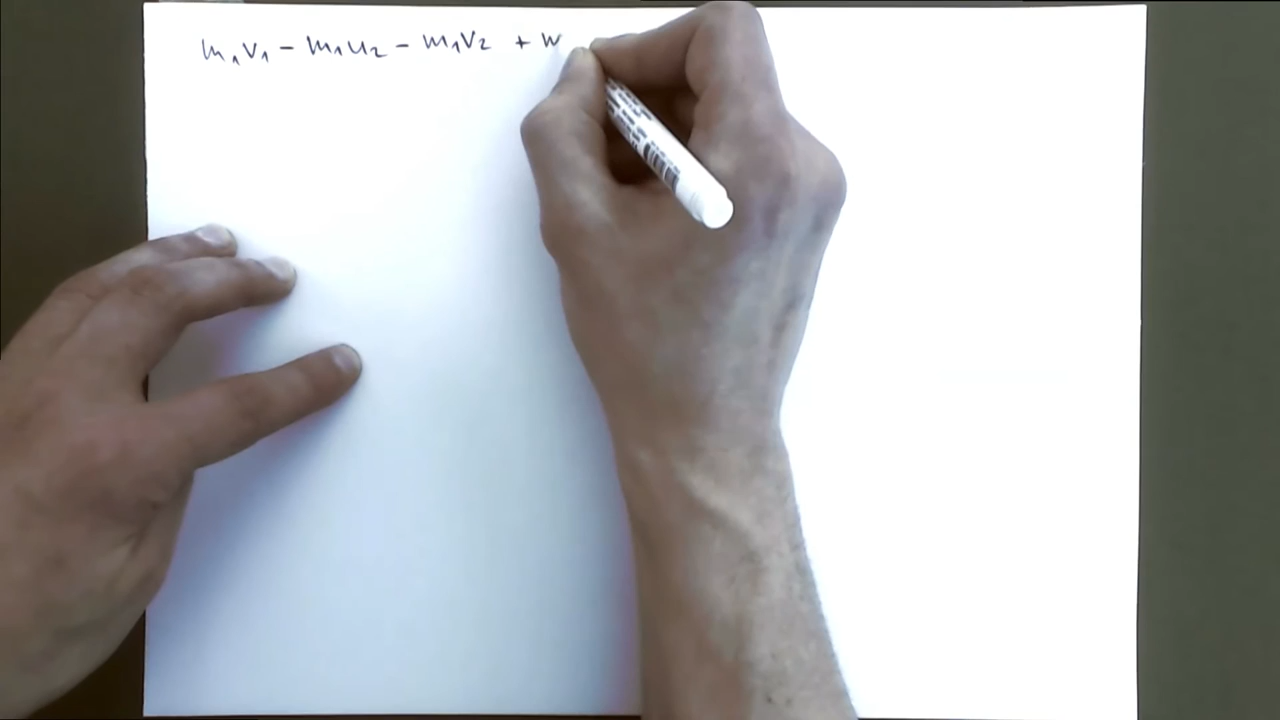 m₁v₁ - m₁u₂ - m₁v₂ +